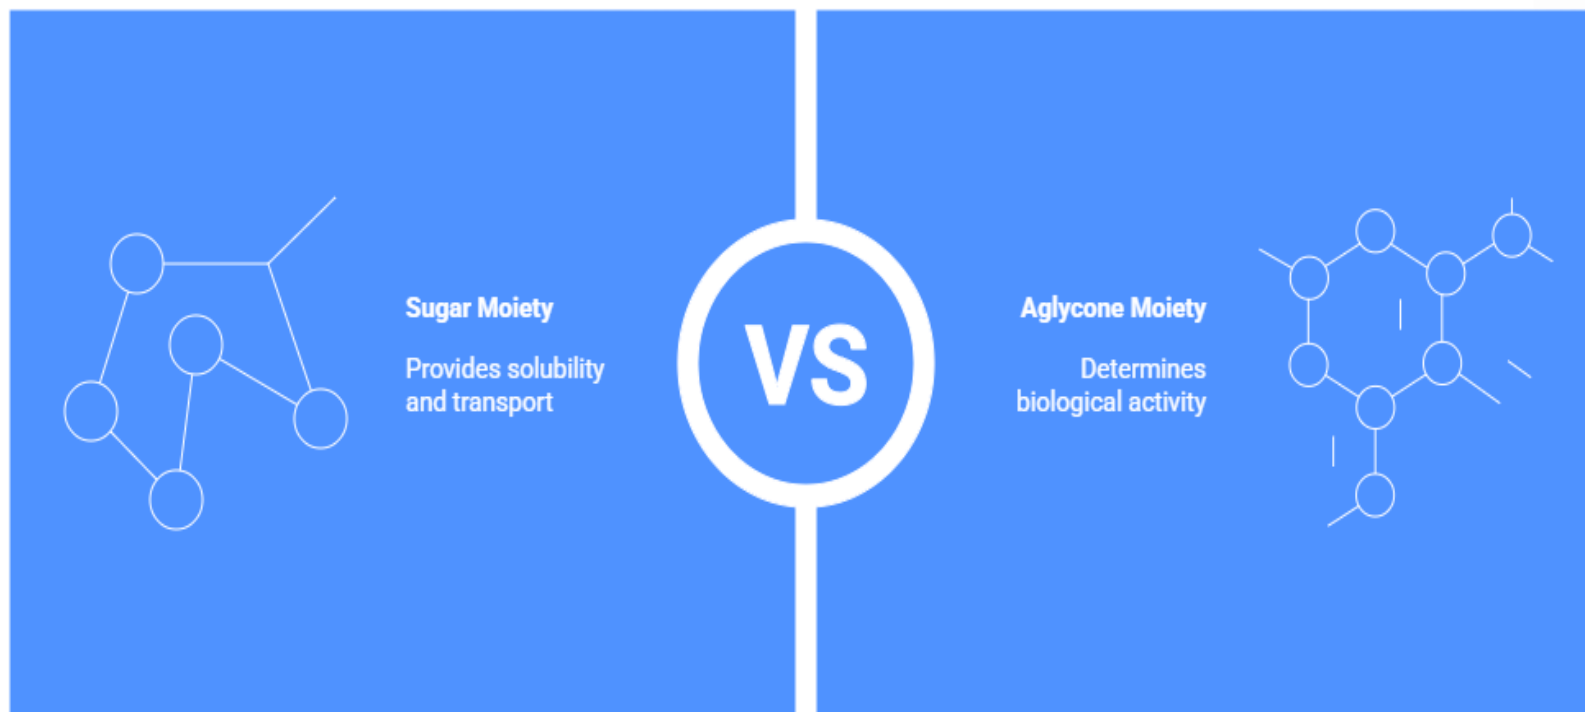 Sugar Moiety
Provides solubility
and transport
VS
Aglycone Moiety
Determines
biological activity